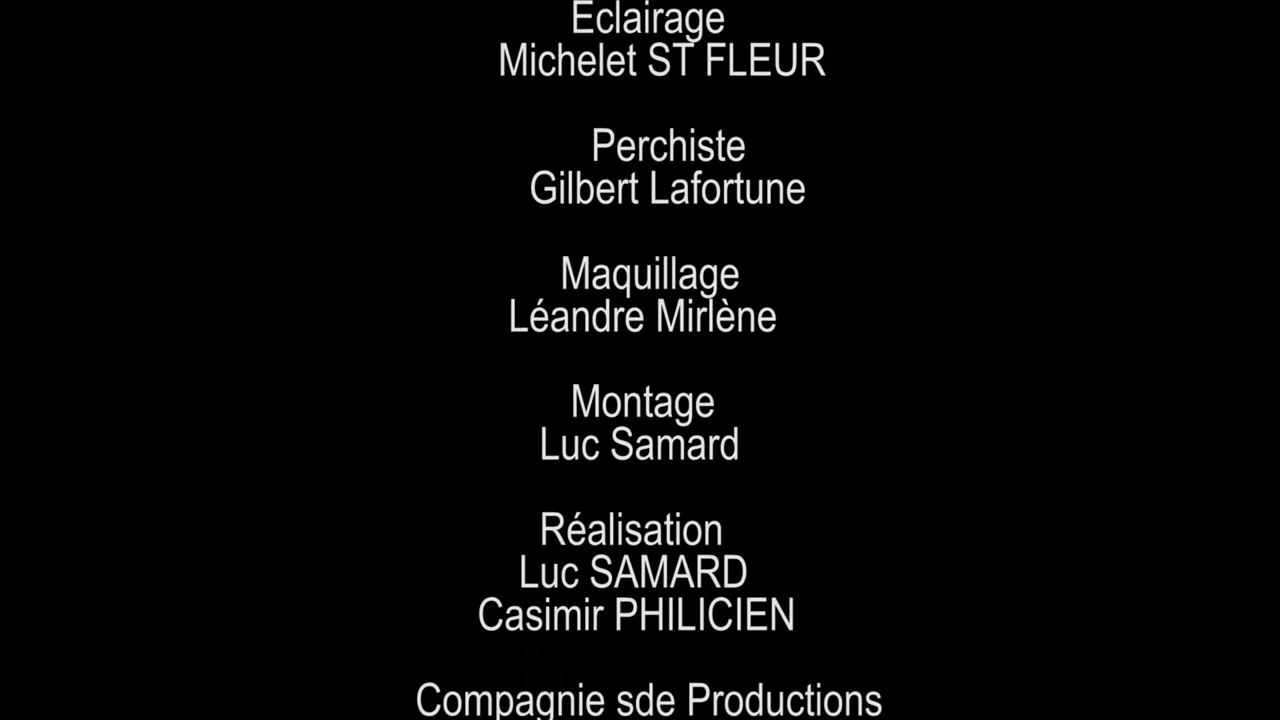 Eclairage
Michelet ST FLEUR
Perchiste
Gilbert Lafortune
Maquillage
Léandre Mirlène
Montage
Luc Samard
Réalisation
Luc SAMARD
Casimir PHILICIEN
Compagnie sde Productions